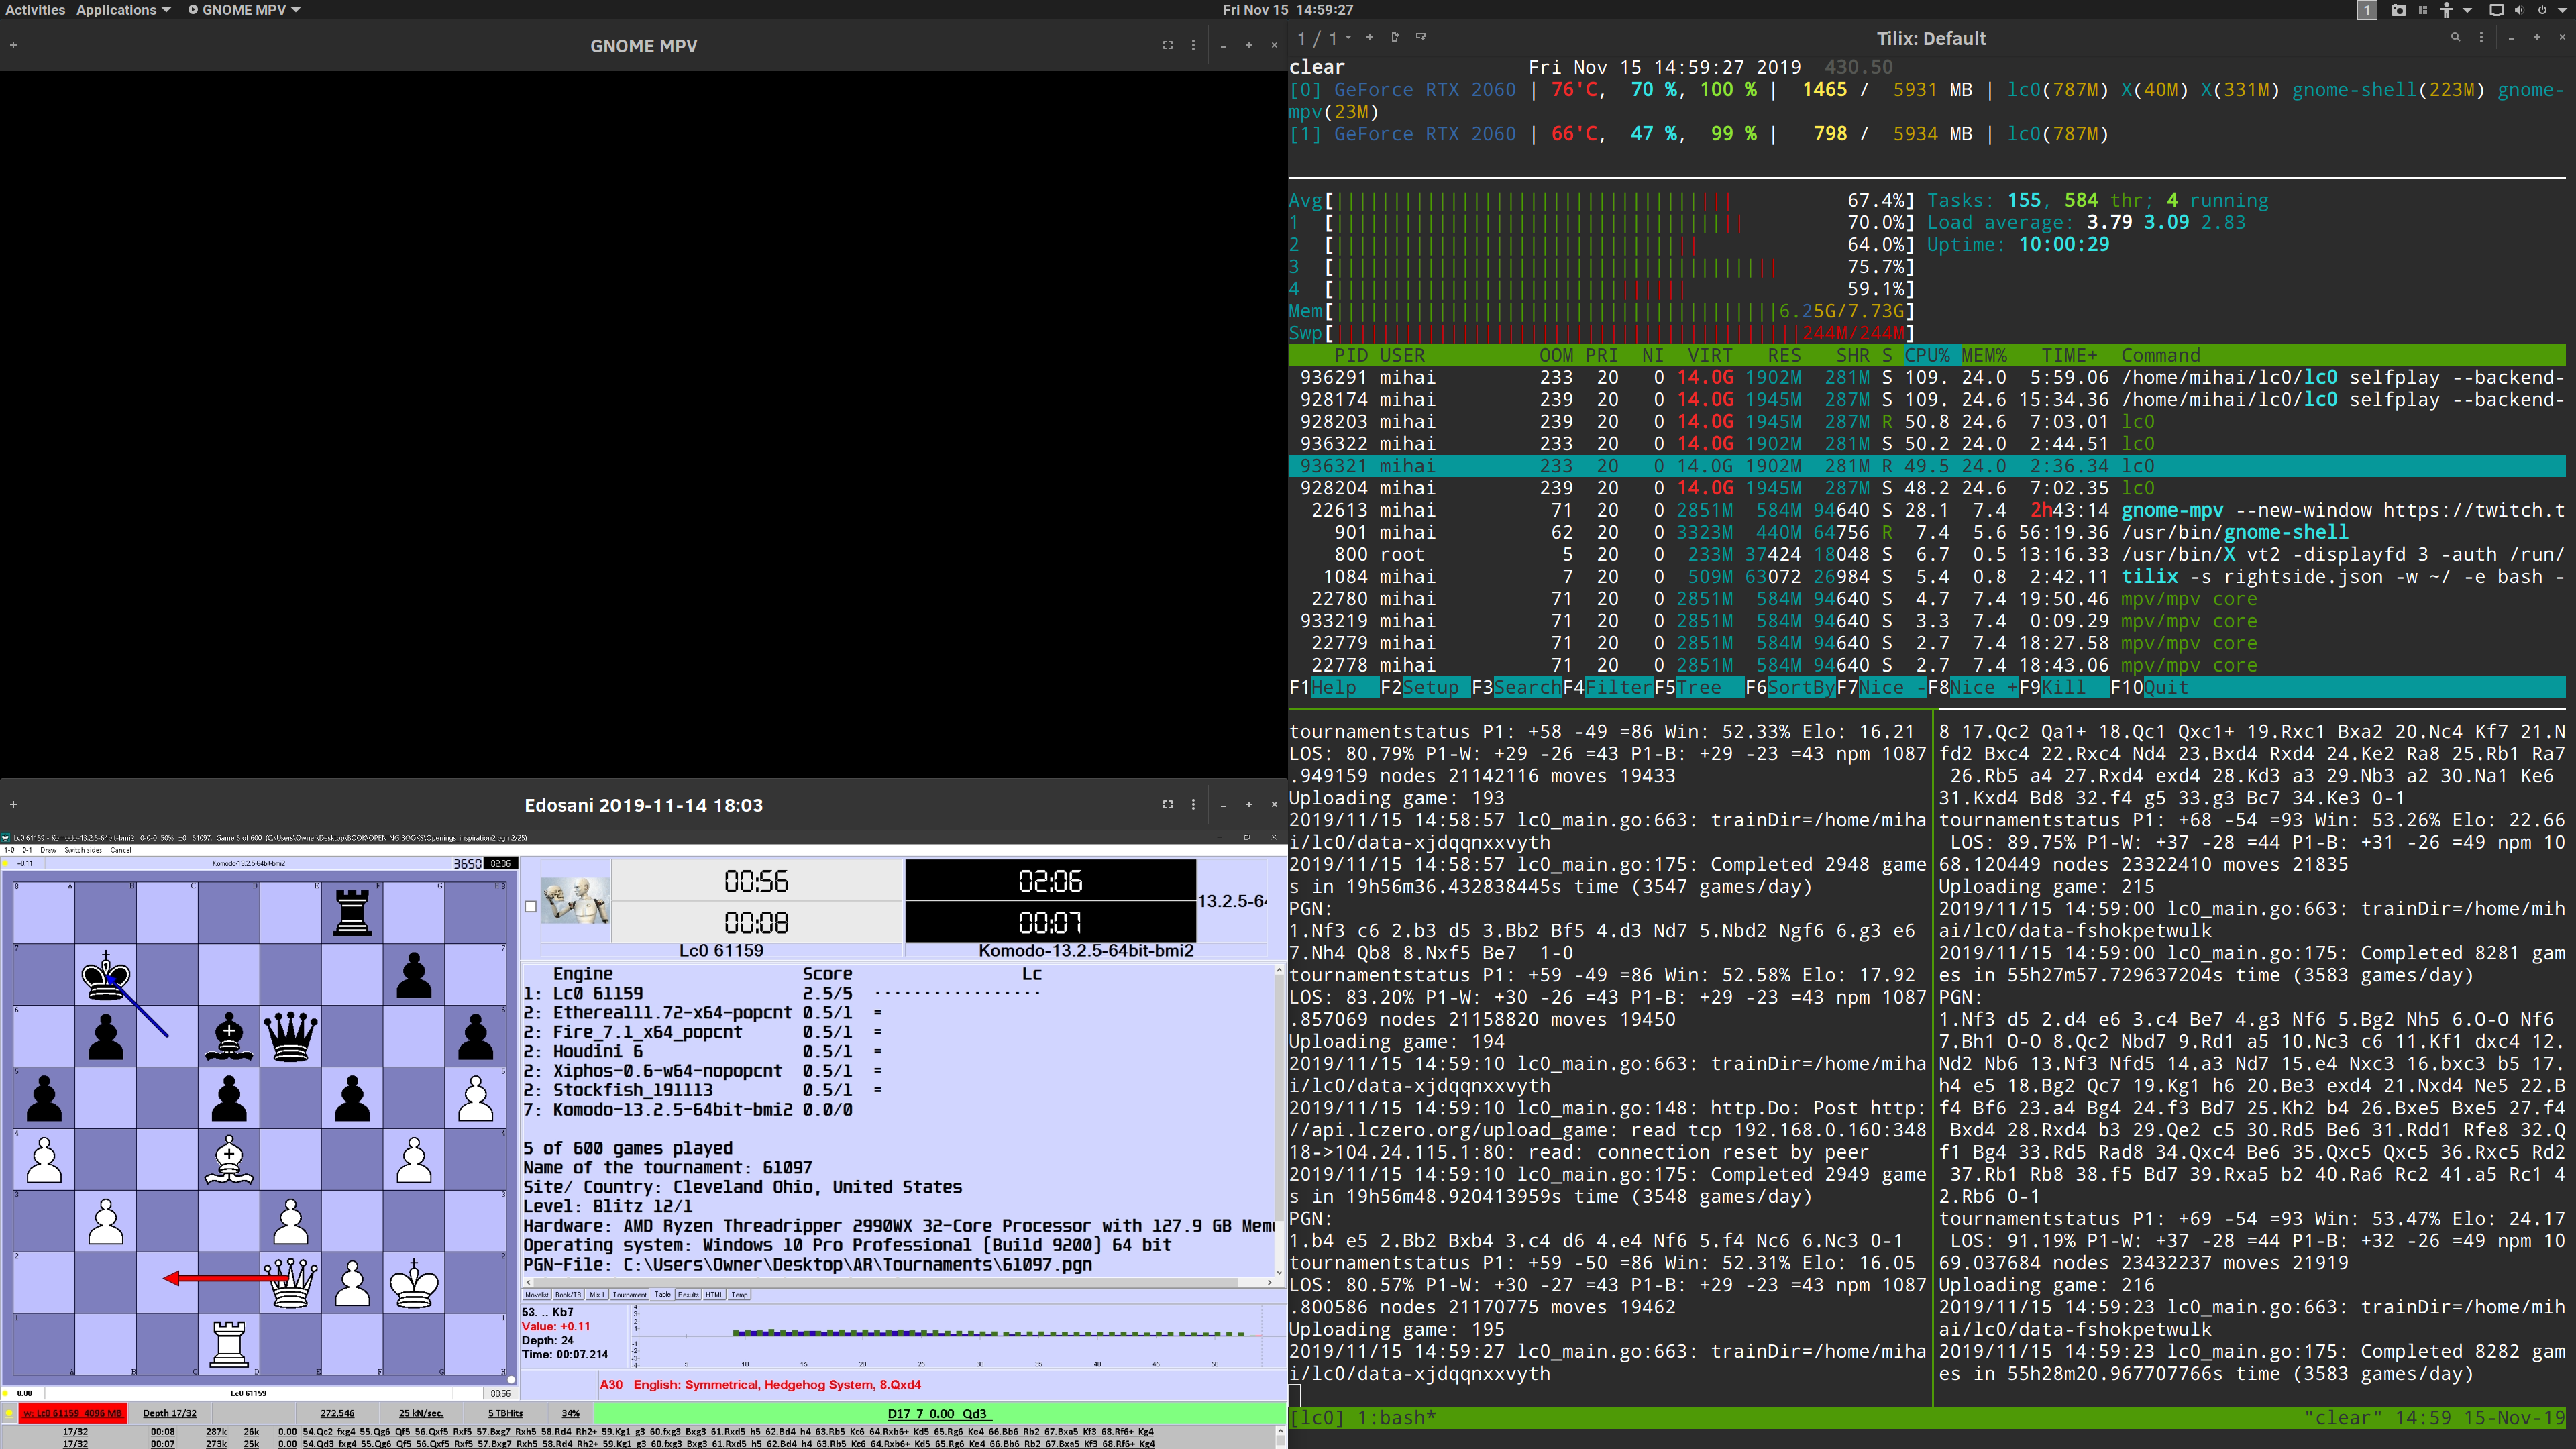 Activities Applications GNOME MPV Fri Nov 15 14:59:27 1
GNOME MPV
1 / 1 Tilix: Default
clear Fri Nov 15 14:59:27 2019 430.50
[0] GeForce RTX 2060 | 76'C, 70 %, 100 % | 1465 / 5931 MB | lc0(787M) X(40M) X(331M) gnome-shell(223M) gnome-
mpv(23M)
[1] GeForce RTX 2060 | 66'C, 47 %, 99 % | 798 / 5934 MB | lc0(787M)
Avg[ 67.4%] Tasks: 155, 584 thr; 4 running
1 [ 70.0%] Load average: 3.79 3.09 2.83
2 [ 64.0%] Uptime: 10:00:29
3 [ 75.7%]
4 [ 59.1%]
Mem[ 6.25G/7.73G]
Swp[ 244M/244M]
PID USER OOM PRI NI VIRT RES SHR S CPU% MEM% TIME+ Command
936291 mihai 233 20 0 14.0G 1902M 281M S 109. 24.0 5:59.06 /home/mihai/lc0/lc0 selfplay --backend-
928174 mihai 239 20 0 14.0G 1945M 287M S 109. 24.6 15:34.36 /home/mihai/lc0/lc0 selfplay --backend-
928203 mihai 239 20 0 14.0G 1945M 287M R 50.8 24.6 7:03.01 lc0
936322 mihai 233 20 0 14.0G 1902M 281M S 50.2 24.0 2:44.51 lc0
936321 mihai 233 20 0 14.0G 1902M 281M R 49.5 24.0 2:36.34 lc0
928204 mihai 239 20 0 14.0G 1945M 287M S 48.2 24.6 7:02.35 lc0
22613 mihai 71 20 0 2851M 584M 94640 S 28.1 7.4 2h43:14 gnome-mpv --new-window https://twitch.t
901 mihai 62 20 0 3323M 440M 64756 R 7.4 5.6 56:19.36 /usr/bin/gnome-shell
800 root 5 20 0 233M 37424 18048 S 6.7 0.5 13:16.33 /usr/bin/X vt2 -displayfd 3 -auth /run/
1084 mihai 7 20 0 509M 63072 26984 S 5.4 0.8 2:42.11 tilix -s rightside.json -w ~/ -e bash -
22780 mihai 71 20 0 2851M 584M 94640 S 4.7 7.4 19:50.46 mpv/mpv core
933219 mihai 71 20 0 2851M 584M 94640 S 3.3 7.4 0:09.29 mpv/mpv core
22779 mihai 71 20 0 2851M 584M 94640 S 2.7 7.4 18:27.58 mpv/mpv core
22778 mihai 71 20 0 2851M 584M 94640 S 2.7 7.4 18:43.06 mpv/mpv core
F1Help F2Setup F3SearchF4FilterF5Tree F6SortByF7Nice -F8Nice +F9Kill F10Quit
tournamentstatus P1: +58 -49 =86 Win: 52.33% Elo: 16.21
LOS: 80.79% P1-W: +29 -26 =43 P1-B: +29 -23 =43 npm 1087
.949159 nodes 21142116 moves 19433
Uploading game: 193
2019/11/15 14:58:57 lc0_main.go:663: trainDir=/home/miha
i/lc0/data-xjdqqnxxvyth
2019/11/15 14:58:57 lc0_main.go:175: Completed 2948 game
s in 19h56m36.432838445s time (3547 games/day)
PGN:
1.Nf3 c6 2.b3 d5 3.Bb2 Bf5 4.d3 Nd7 5.Nbd2 Ngf6 6.g3 e6
7.Nh4 Qb8 8.Nxf5 Be7 1-0
tournamentstatus P1: +59 -49 =86 Win: 52.58% Elo: 17.92
LOS: 83.20% P1-W: +30 -26 =43 P1-B: +29 -23 =43 npm 1087
.857069 nodes 21158820 moves 19450
Uploading game: 194
2019/11/15 14:59:10 lc0_main.go:663: trainDir=/home/miha
i/lc0/data-xjdqqnxxvyth
2019/11/15 14:59:10 lc0_main.go:148: http.Do: Post http:
//api.lczero.org/upload_game: read tcp 192.168.0.160:348
18->104.24.115.1:80: read: connection reset by peer
2019/11/15 14:59:10 lc0_main.go:175: Completed 2949 game
s in 19h56m48.920413959s time (3548 games/day)
PGN:
1.b4 e5 2.Bb2 Bxb4 3.c4 d6 4.e4 Nf6 5.f4 Nc6 6.Nc3 0-1
tournamentstatus P1: +59 -50 =86 Win: 52.31% Elo: 16.05
LOS: 80.57% P1-W: +30 -27 =43 P1-B: +29 -23 =43 npm 1087
.800586 nodes 21170775 moves 19462
Uploading game: 195
2019/11/15 14:59:27 lc0_main.go:663: trainDir=/home/miha
i/lc0/data-xjdqqnxxvyth
8 17.Qc2 Qa1+ 18.Qc1 Qxc1+ 19.Rxc1 Bxa2 20.Nc4 Kf7 21.N
fd2 Bxc4 22.Rxc4 Nd4 23.Bxd4 Rxd4 24.Ke2 Ra8 25.Rb1 Ra7
26.Rb5 a4 27.Rxd4 exd4 28.Kd3 a3 29.Nb3 a2 30.Na1 Ke6
31.Kxd4 Bd8 32.f4 g5 33.g3 Bc7 34.Ke3 0-1
tournamentstatus P1: +68 -54 =93 Win: 53.26% Elo: 22.66
LOS: 89.75% P1-W: +37 -28 =44 P1-B: +31 -26 =49 npm 10
68.120449 nodes 23322410 moves 21835
Uploading game: 215
2019/11/15 14:59:00 lc0_main.go:663: trainDir=/home/mih
ai/lc0/data-fshokpetwulk
2019/11/15 14:59:00 lc0_main.go:175: Completed 8281 gam
es in 55h27m57.729637204s time (3583 games/day)
PGN:
1.Nf3 d5 2.d4 e6 3.c4 Be7 4.g3 Nf6 5.Bg2 Nh5 6.O-O Nf6
7.Bh1 O-O 8.Qc2 Nbd7 9.Rd1 a5 10.Nc3 c6 11.Kf1 dxc4 12.
Nd2 Nb6 13.Nf3 Nfd5 14.a3 Nd7 15.e4 Nxc3 16.bxc3 b5 17.
h4 e5 18.Bg2 Qc7 19.Kg1 h6 20.Be3 exd4 21.Nxd4 Ne5 22.B
f4 Bf6 23.a4 Bg4 24.f3 Bd7 25.Kh2 b4 26.Bxe5 Bxe5 27.f4
Bxd4 28.Rxd4 b3 29.Qe2 c5 30.Rd5 Be6 31.Rdd1 Rfe8 32.Q
f1 Bg4 33.Rd5 Rad8 34.Qxc4 Be6 35.Qxc5 Qxc5 36.Rxc5 Rd2
37.Rb1 Rb8 38.f5 Bd7 39.Rxa5 b2 40.Ra6 Rc2 41.a5 Rc1 4
2.Rb6 0-1
tournamentstatus P1: +69 -54 =93 Win: 53.47% Elo: 24.17
LOS: 91.19% P1-W: +37 -28 =44 P1-B: +32 -26 =49 npm 10
69.037684 nodes 23432237 moves 21919
Uploading game: 216
2019/11/15 14:59:23 lc0_main.go:663: trainDir=/home/mih
ai/lc0/data-fshokpetwulk
2019/11/15 14:59:23 lc0_main.go:175: Completed 8282 gam
es in 55h28m20.967707766s time (3583 games/day)
[lc0] 1:bash* "clear" 14:59 15-Nov-19
Edosani 2019-11-14 18:03
Lc0 61159 - Komodo-13.2.5-64bit-bmi2 0-0-0 50% ±0 61097: Game 6 of 600 (C:\Users\Owner\Desktop\BOOK\OPENING BOOKS\Openings_inspiration2.pgn 2/25)
1-0 0-1 Draw Switch sides Cancel
+0.11 Komodo-13.2.5-64bit-bmi2 3650 02:06
00:56 02:06
00:08 00:07 13.2.5-64
Lc0 61159 Komodo-13.2.5-64bit-bmi2
Engine Score Lc
1: Lc0 61159 2.5/5 ·················
2: Ethereal11.72-x64-popcnt 0.5/1 =
2: Fire_7.1_x64_popcnt 0.5/1 =
2: Houdini 6 0.5/1 =
2: Xiphos-0.6-w64-nopopcnt 0.5/1 =
2: Stockfish_191113 0.5/1 =
7: Komodo-13.2.5-64bit-bmi2 0.0/0
5 of 600 games played
Name of the tournament: 61097
Site/ Country: Cleveland Ohio, United States
Level: Blitz 12/1
Hardware: AMD Ryzen Threadripper 2990WX 32-Core Processor with 127.9 GB Mem
Operating system: Windows 10 Pro Professional (Build 9200) 64 bit
PGN-File: C:\Users\Owner\Desktop\AR\Tournaments\61097.pgn
Movelist Book/TB Mix 1 Tournament Table Results HTML Temp
53. .. Kb7
Value: +0.11
Depth: 24
Time: 00:07.214
5 10 15 20 25 30 35 40 45 50
A30 English: Symmetrical, Hedgehog System, 8.Qxd4
0.00 Lc0 61159 00:56
w: Lc0 61159, 4096 MB Depth 17/32 272,546 25 kN/sec. 5 TBHits 34% D17 7 0.00 Qd3
17/32 00:08 287k 26k 0.00 54.Qc2 fxg4 55.Qg6 Qf5 56.Qxf5 Rxf5 57.Bxg7 Rxh5 58.Rd4 Rh2+ 59.Kg1 g3 60.fxg3 Bxg3 61.Rxd5 h5 62.Bd4 h4 63.Rb5 Kc6 64.Rxb6+ Kd5 65.Rg6 Ke4 66.Bb6 Rb2 67.Bxa5 Kf3 68.Rf6+ Kg4
17/32 00:07 273k 25k 0.00 54.Qd3 fxg4 55.Qg6 Qf5 56.Qxf5 Rxf5 57.Bxg7 Rxh5 58.Rd4 Rh2+ 59.Kg1 g3 60.fxg3 Bxg3 61.Rxd5 h5 62.Bd4 h4 63.Rb5 Kc6 64.Rxb6+ Kd5 65.Rg6 Ke4 66.Bb6 Rb2 67.Bxa5 Kf3 68.Rf6+ Kg4